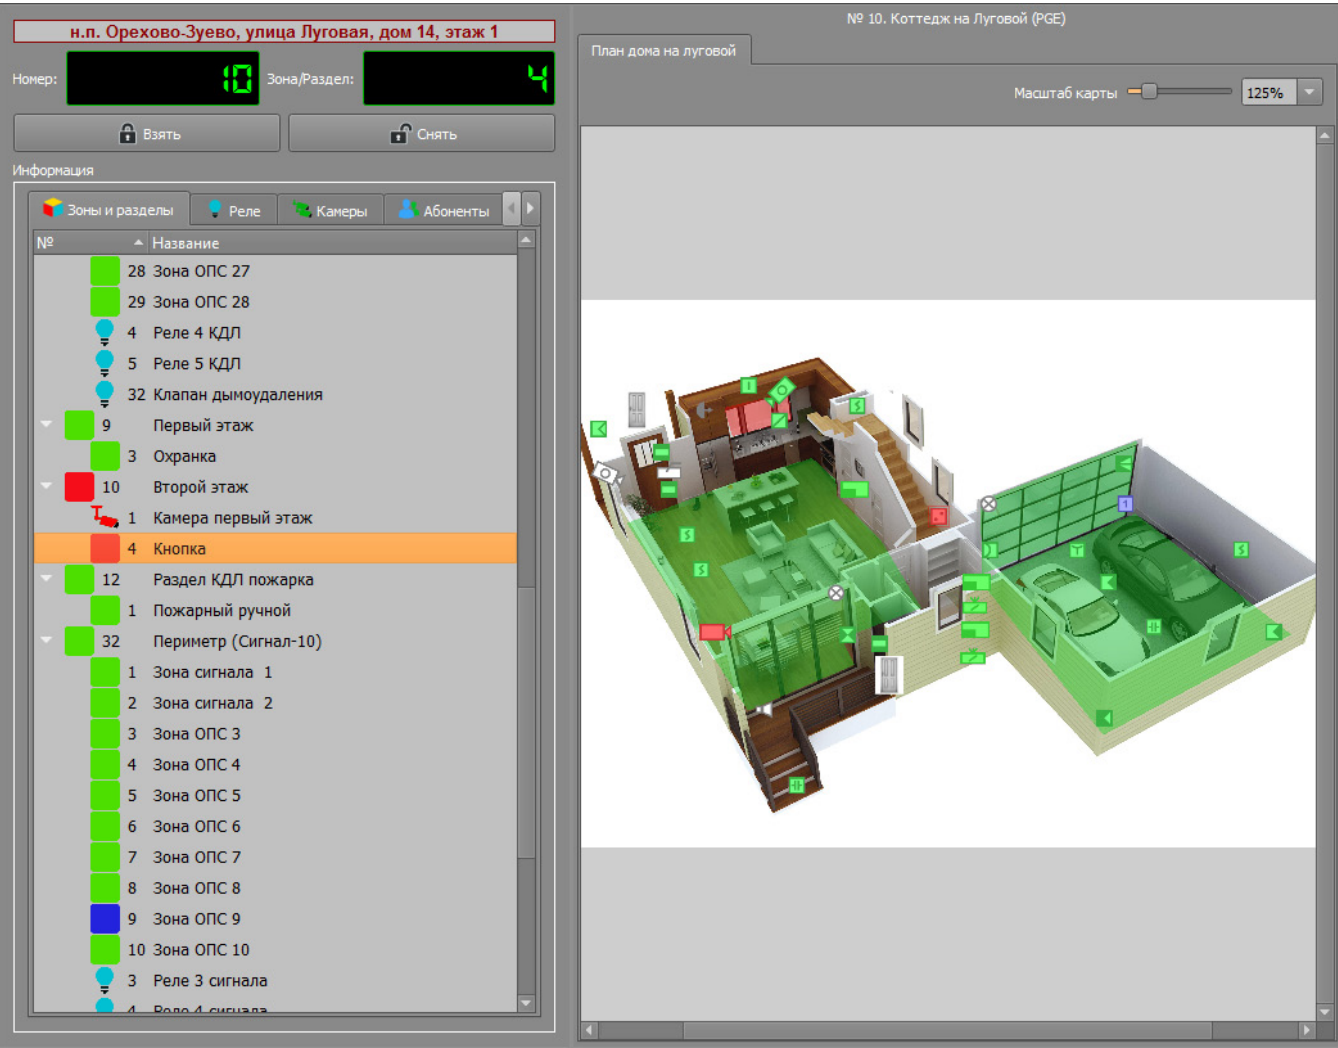 н.п. Орехово-Зуево, улица Луговая, дом 14, этаж 1
Номер: 10 Зона/Раздел: 4
Взять Снять
Информация
Зоны и разделы Реле Камеры Абоненты
№ Название
28 Зона ОПС 27
29 Зона ОПС 28
4 Реле 4 КДЛ
5 Реле 5 КДЛ
32 Клапан дымоудаления
9 Первый этаж
3 Охранка
10 Второй этаж
1 Камера первый этаж
4 Кнопка
12 Раздел КДЛ пожарка
1 Пожарный ручной
32 Периметр (Сигнал-10)
1 Зона сигнала 1
2 Зона сигнала 2
3 Зона ОПС 3
4 Зона ОПС 4
5 Зона ОПС 5
6 Зона ОПС 6
7 Зона ОПС 7
8 Зона ОПС 8
9 Зона ОПС 9
10 Зона ОПС 10
3 Реле 3 сигнала
4 Реле 4 сигнала
№ 10. Коттедж на Луговой (PGE)
План дома на луговой
Масштаб карты 125%
1